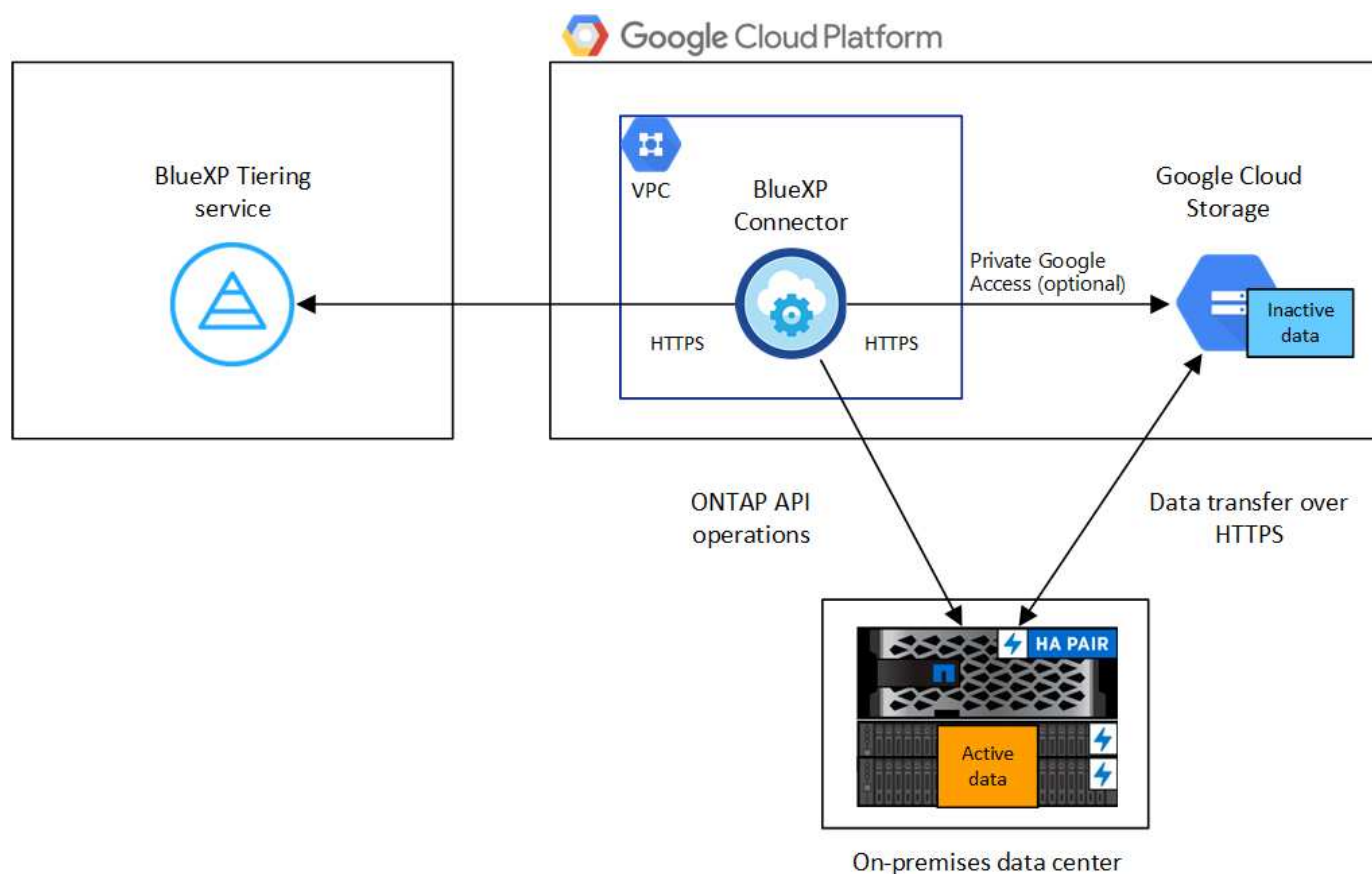 Google Cloud Platform
BlueXP Tiering
service
VPC
BlueXP
Connector
Google Cloud
Storage
Private Google
Access (optional)
HTTPS
HTTPS
Inactive
data
ONTAP API
operations
Data transfer over
HTTPS
HA PAIR
Active
data
On-premises data center